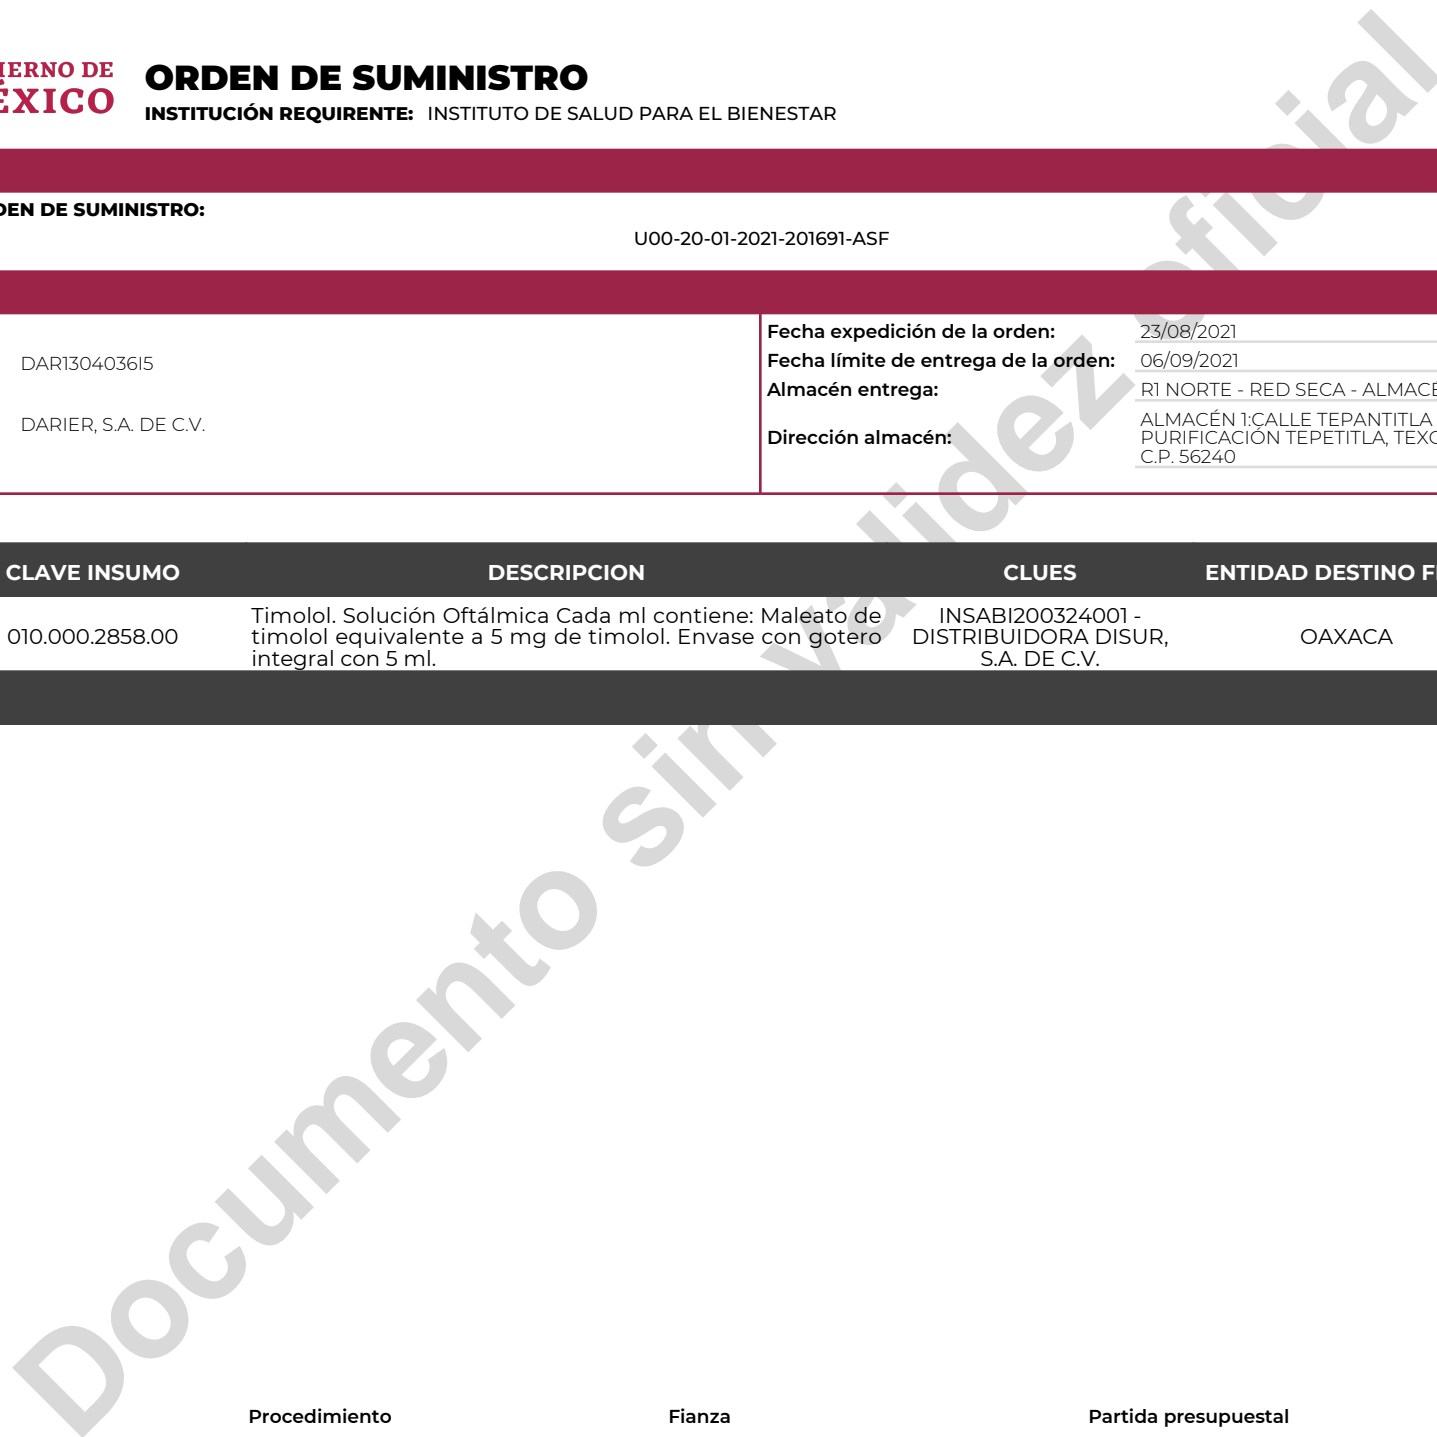 ORDEN DE SUMINISTRO
INSTITUCIÓN REQUIRENTE: INSTITUTO DE SALUD PARA EL BIENESTAR
IERNO DE
ÉXICO
DEN DE SUMINISTRO:
U00-20-01-2021-201691-ASF
DAR1304036I5
DARIER, S.A. DE C.V.
Fecha expedición de la orden: 23/08/2021
Fecha límite de entrega de la orden: 06/09/2021
Almacén entrega: R1 NORTE - RED SECA - ALMACÉ
Dirección almacén:
ALMACÉN 1:CALLE TEPANTITLA
PURIFICACIÓN TEPETITLA, TEXC
C.P. 56240
CLAVE INSUMO DESCRIPCION CLUES ENTIDAD DESTINO FI
010.000.2858.00
Timolol. Solución Oftálmica Cada ml contiene: Maleato de
timolol equivalente a 5 mg de timolol. Envase con gotero
integral con 5 ml.
INSABI200324001 -
DISTRIBUIDORA DISUR,
S.A. DE C.V.
OAXACA
Documento sin validez oficial
Procedimiento Fianza Partida presupuestal